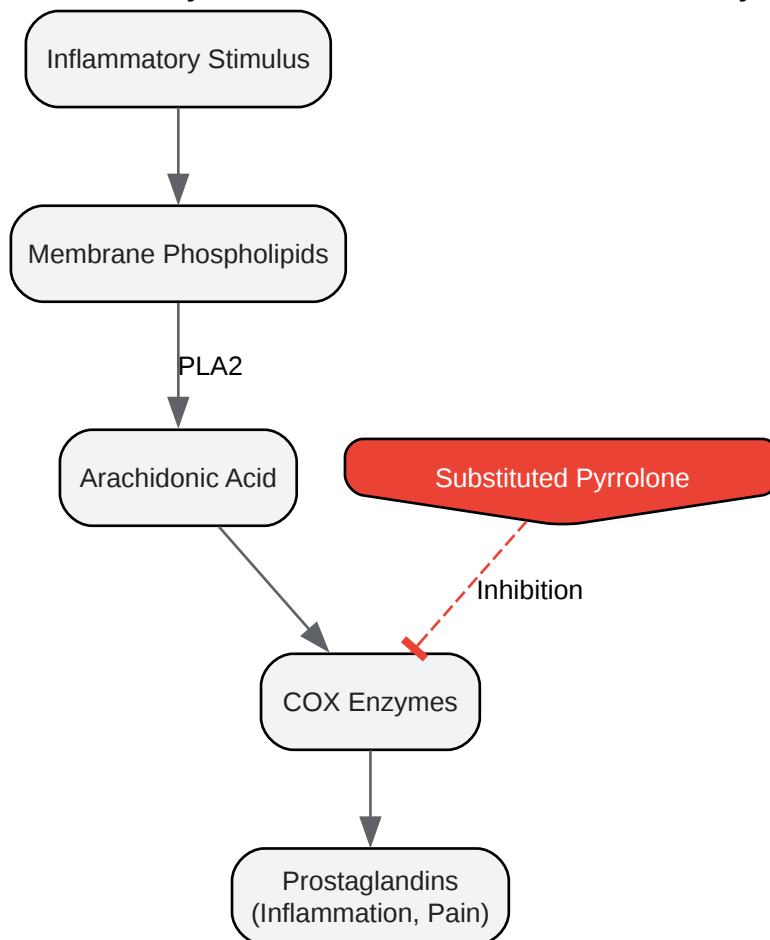 Inflammatory Stimulus
Membrane Phospholipids
PLA2
Arachidonic Acid
Substituted Pyrrolone
Inhibition
COX Enzymes
Prostaglandins
(Inflammation, Pain)